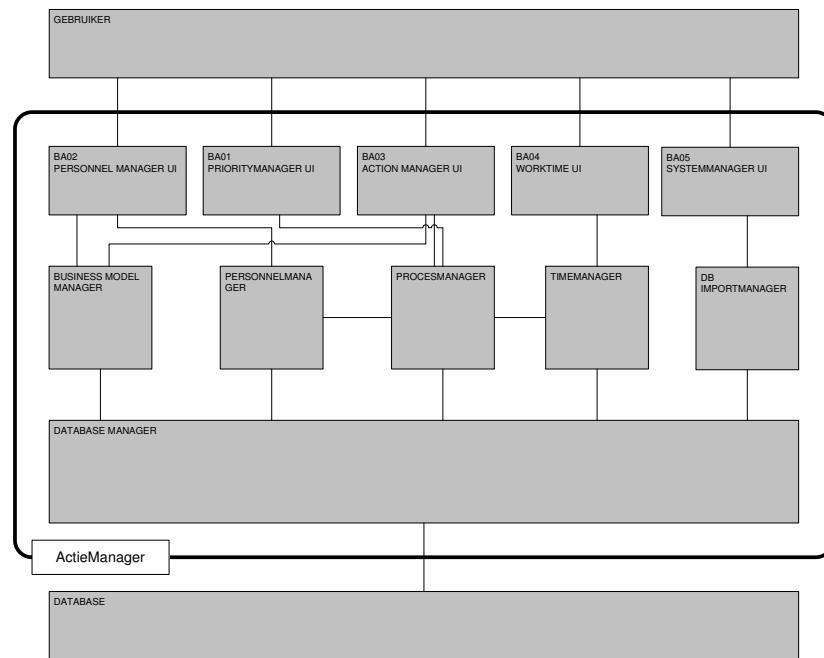 GEBRUIKER
BA02
PERSONNEL MANAGER UI
BA01
PRIORITYMANAGER UI
BA03
ACTION MANAGER UI
BA04
WORKTIME UI
BA05
SYSTEMMANAGER UI
BUSINESS MODEL
MANAGER
PERSONNELMANA
GER
PROCESMANAGER
TIMEMANAGER
DB
IMPORTMANAGER
DATABASE MANAGER
ActieManager
DATABASE